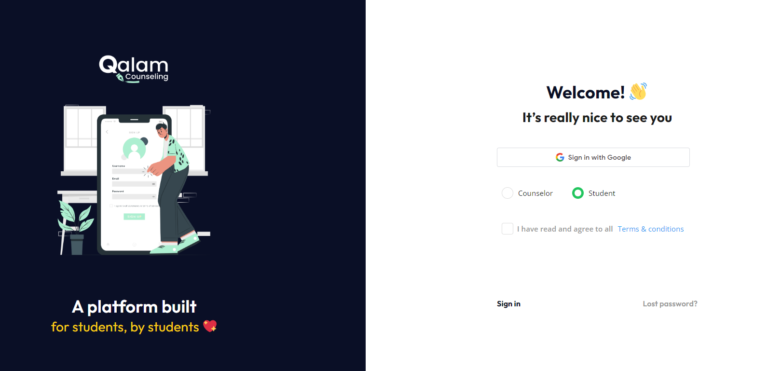 Qalam
Counseling
A platform built
for students, by students
Welcome!
It's really nice to see you
Sign in with Google
Counselor
Student
I have read and agree to all Terms & conditions
Sign in
Lost password?